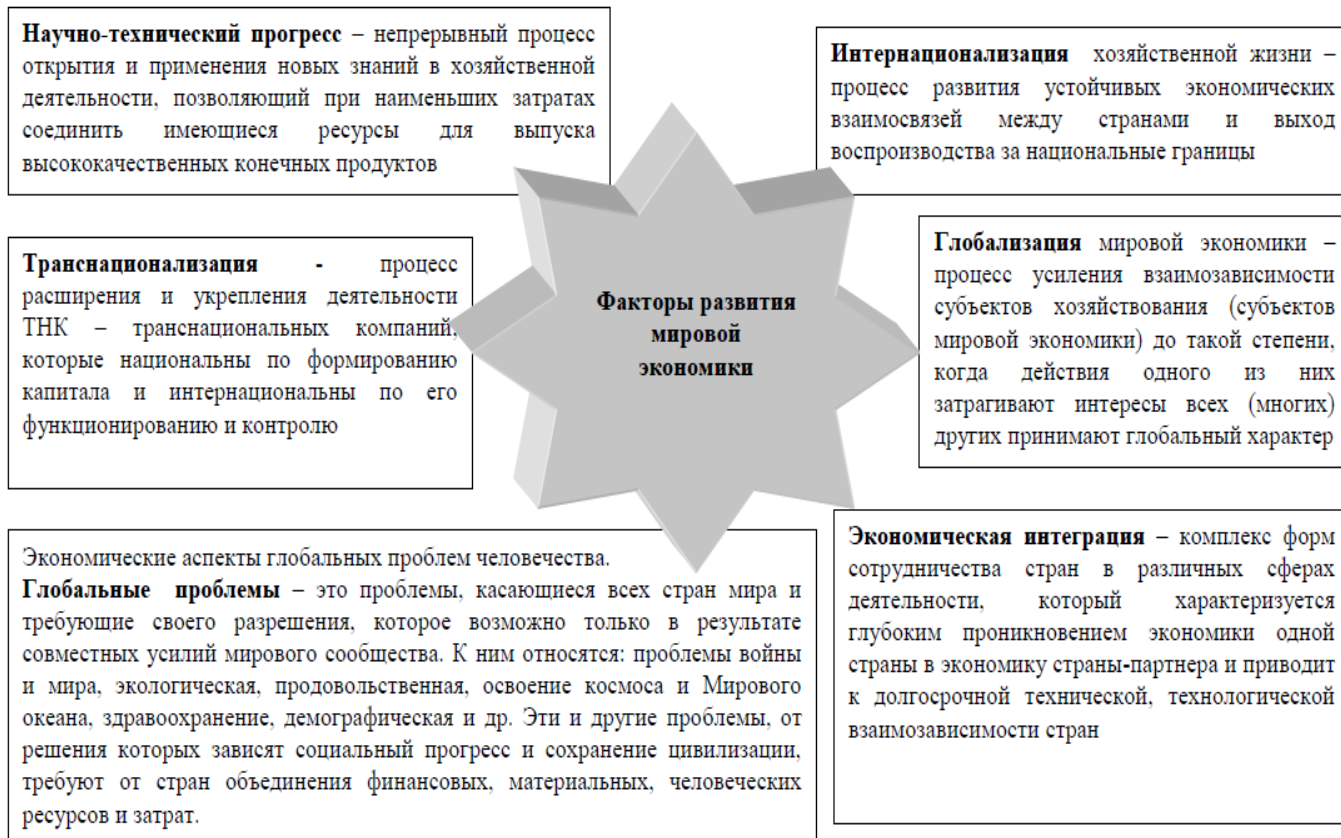 Научно-технический прогресс – непрерывный процесс
открытия и применения новых знаний в хозяйственной
деятельности, позволяющий при наименьших затратах
соединить имеющиеся ресурсы для выпуска
высококачественных конечных продуктов
Интернационализация хозяйственной жизни –
процесс развития устойчивых экономических
взаимосвязей между странами и выход
воспроизводства за национальные границы
Транснационализация - процесс
расширения и укрепления деятельности
ТНК – транснациональных компаний,
которые национальны по формированию
капитала и интернациональны по его
функционированию и контролю
Факторы развития
мировой
экономики
Глобализация мировой экономики –
процесс усиления взаимозависимости
субъектов хозяйствования (субъектов
мировой экономики) до такой степени,
когда действия одного из них
затрагивают интересы всех (многих)
других принимают глобальный характер
Экономические аспекты глобальных проблем человечества.
Глобальные проблемы – это проблемы, касающиеся всех стран мира и
требующие своего разрешения, которое возможно только в результате
совместных усилий мирового сообщества. К ним относятся: проблемы войны
и мира, экологическая, продовольственная, освоение космоса и Мирового
океана, здравоохранение, демографическая и др. Эти и другие проблемы, от
решения которых зависят социальный прогресс и сохранение цивилизации,
требуют от стран объединения финансовых, материальных, человеческих
ресурсов и затрат.
Экономическая интеграция – комплекс форм
сотрудничества стран в различных сферах
деятельности, который характеризуется
глубоким проникновением экономики одной
страны в экономику страны-партнера и приводит
к долгосрочной технической, технологической
взаимозависимости стран